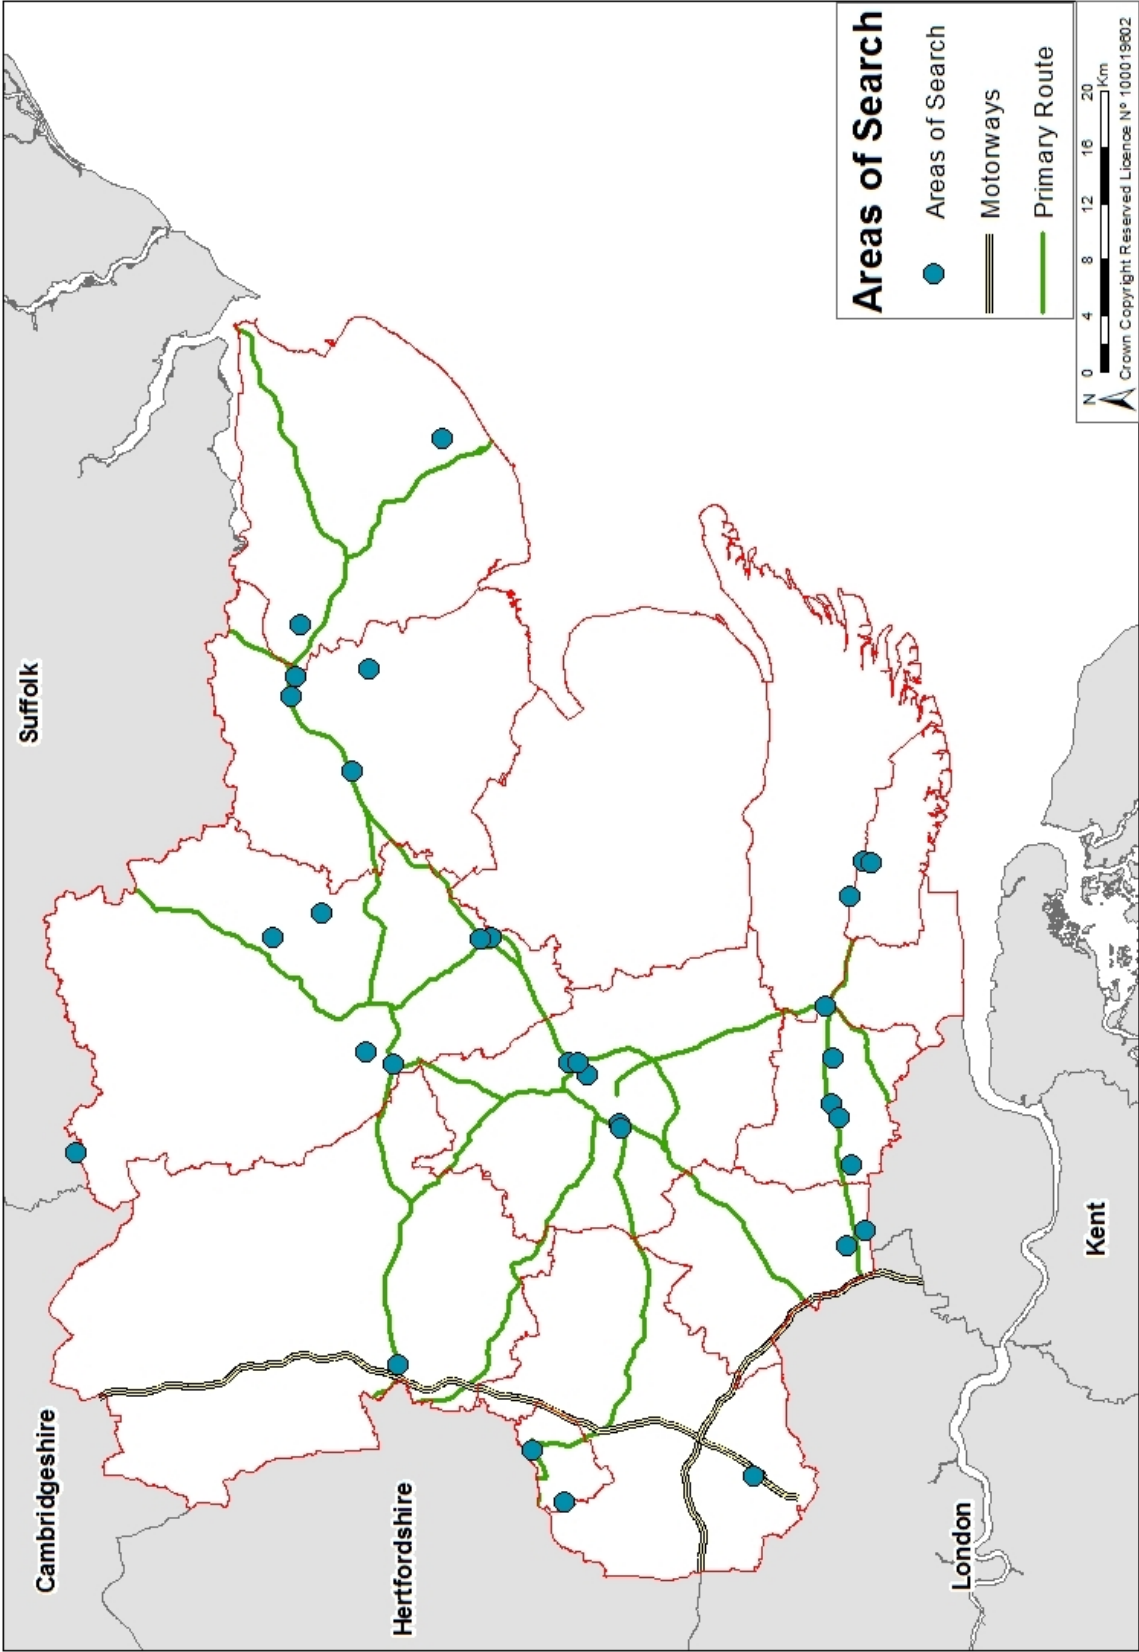 Cambridgeshire
Suffolk
Hertfordshire
London
Kent
Areas of Search
Areas of Search
Motorways
Primary Route
N
0 4 8 12 16 20
Km
Crown Copyright Reserved Licence Nº 100019602